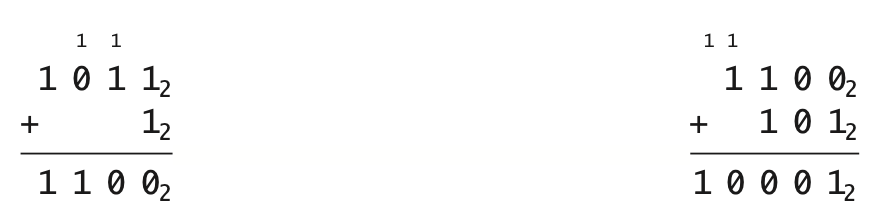 1 1
1 0 1 1₂
+ 1₂
1 1 0 0₂
1 1
1 1 0 0₂
+ 1 0 1₂
1 0 0 0 1₂